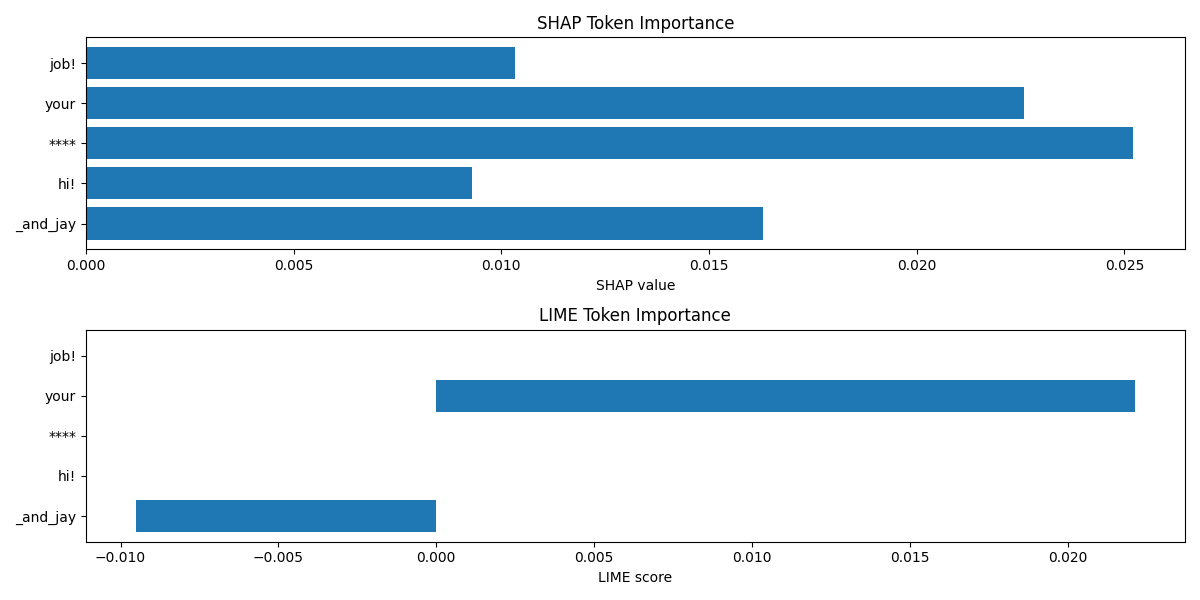 SHAP Token Importance
job!
your
****
hi!
_and_jay
0.000 0.005 0.010 0.015 0.020 0.025
SHAP value
LIME Token Importance
job!
your
****
hi!
_and_jay
−0.010 −0.005 0.000 0.005 0.010 0.015 0.020
LIME score